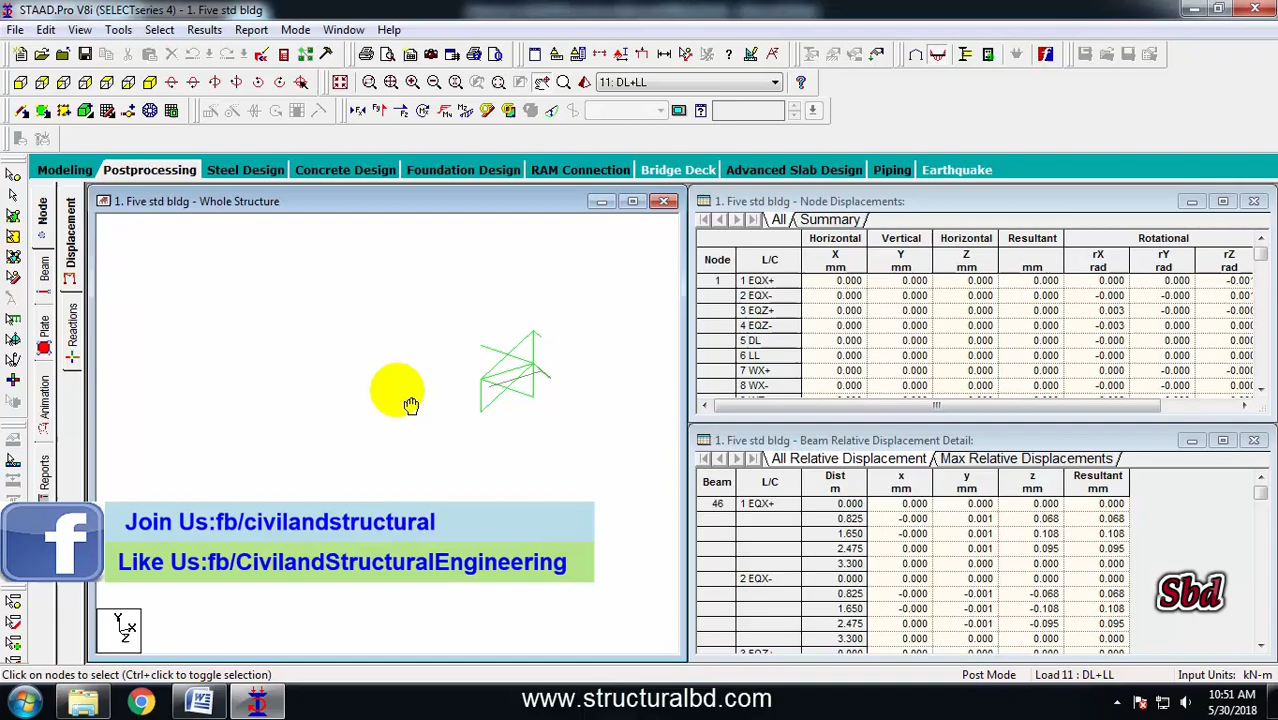 STAAD.Pro V8i (SELECTseries 4) - 1. Five std bldg
File Edit View Tools Select Results Report Mode Window Help
11: DL+LL
Modeling Postprocessing Steel Design Concrete Design Foundation Design RAM Connection Bridge Deck Advanced Slab Design Piping Earthquake
Node
Beam
Plate
Animation
Reports
Displacement
Reactions
1. Five std bldg - Whole Structure
Y
X
Z
1. Five std bldg - Node Displacements:
All Summary
Horizontal Vertical Horizontal Resultant Rotational
Node L/C X mm Y mm Z mm mm rX rad rY rad rZ rad
1 1 EQX+ 0.000 0.000 0.000 0.000 0.000 -0.000
2 EQX- 0.000 0.000 0.000 0.000 -0.000 -0.000
3 EQZ+ 0.000 0.000 0.000 0.000 0.003 0.000
4 EQZ- 0.000 0.000 0.000 0.000 -0.003 -0.000
5 DL 0.000 0.000 0.000 0.000 0.000 -0.000
6 LL 0.000 0.000 0.000 0.000 0.000 -0.000
7 WX+ 0.000 0.000 0.000 0.000 0.000 -0.000
8 WX- 0.000 0.000 0.000 0.000 -0.000 0.000
1. Five std bldg - Beam Relative Displacement Detail:
All Relative Displacement Max Relative Displacements
Beam L/C Dist m x mm y mm z mm Resultant mm
46 1 EQX+ 0.000 0.000 0.000 0.000 0.000
0.825 -0.000 0.001 0.068 0.068
1.650 -0.000 0.001 0.108 0.108
2.475 -0.000 0.001 0.095 0.095
3.300 0.000 0.000 0.000 0.000
2 EQX- 0.000 0.000 0.000 0.000 0.000
0.825 -0.000 -0.001 -0.068 0.068
1.650 -0.000 -0.001 -0.108 0.108
2.475 0.000 -0.001 -0.095 0.095
3.300 0.000 0.000 0.000 0.000
Join Us:fb/civilandstructural
Like Us:fb/CivilandStructuralEngineering
Sbd
Click on nodes to select (Ctrl+click to toggle selection) Post Mode Load 11 : DL+LL Input Units: kN-m
www.structuralbd.com
10:51 AM
5/30/2018